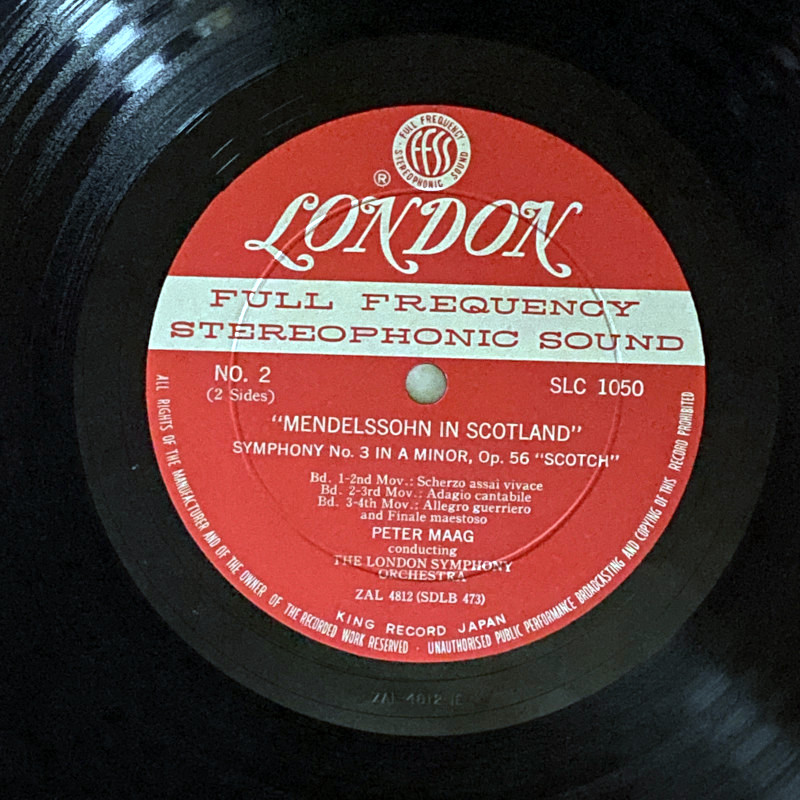 FULL FREQUENCY
FFSS
STEREOPHONIC SOUND
®
LONDON
FULL FREQUENCY
STEREOPHONIC SOUND
NO. 2
(2 Sides)
SLC 1050
"MENDELSSOHN IN SCOTLAND"
SYMPHONY No. 3 IN A MINOR, Op. 56 "SCOTCH"
Bd. 1-2nd Mov.: Scherzo assai vivace
Bd. 2-3rd Mov.: Adagio cantabile
Bd. 3-4th Mov.: Allegro guerriero
and Finale maestoso
PETER MAAG
conducting
THE LONDON SYMPHONY
ORCHESTRA
ZAL 4812 (SDLB 473)
KING RECORD JAPAN
ALL RIGHTS OF THE MANUFACTURER AND OF THE OWNER OF THE RECORDED WORK RESERVED · UNAUTHORISED PUBLIC PERFORMANCE BROADCASTING AND COPYING OF THIS RECORD PROHIBITED